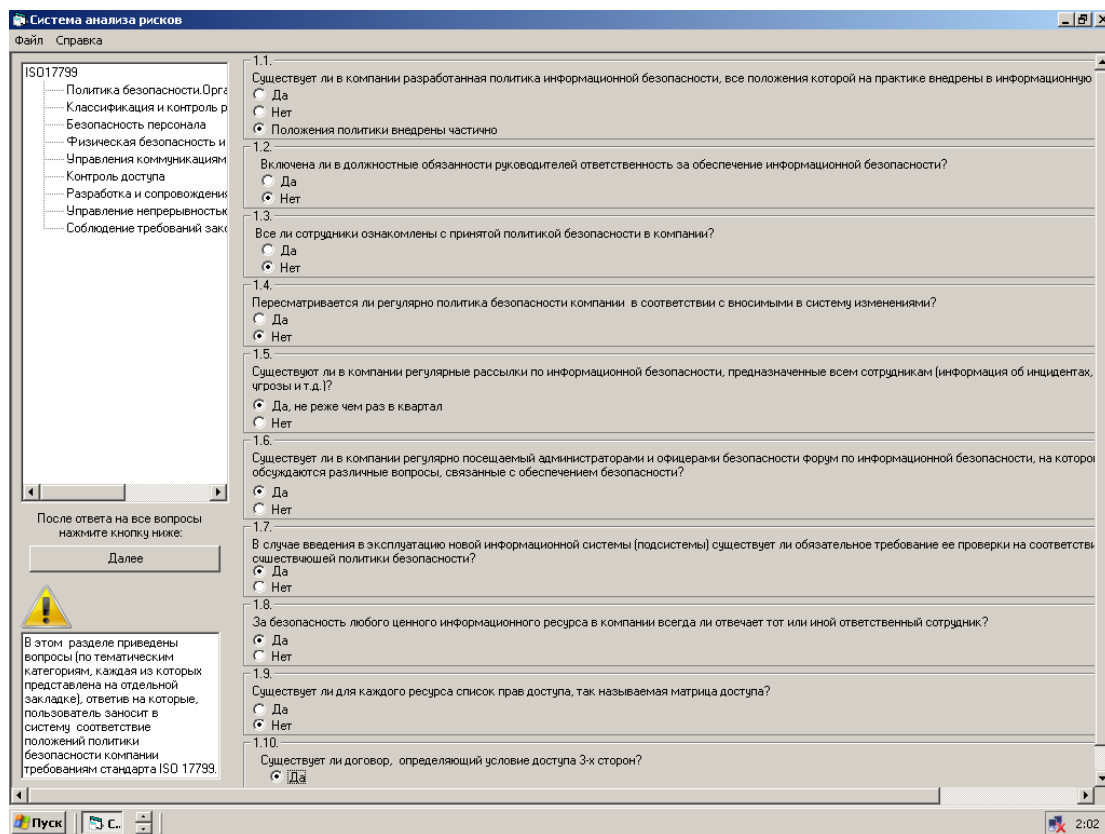 Система анализа рисков
Файл Справка
ISO17799
Политика безопасности.Орга
Классификация и контроль р
Безопасность персонала
Физическая безопасность и
Управления коммуникациям
Контроль доступа
Разработка и сопровождения
Управление непрерывностью
Соблюдение требований зако
После ответа на все вопросы
нажмите кнопку ниже:
Далее
В этом разделе приведены
вопросы (по тематическим
категориям, каждая из которых
представлена на отдельной
закладке), ответив на которые,
пользователь заносит в
систему соответствие
положений политики
безопасности компании
требованиям стандарта ISO 17799.
1.1.
Существует ли в компании разработанная политика информационной безопасности, все положения которой на практике внедрены в информационную
Да
Нет
Положения политики внедрены частично
1.2.
Включена ли в должностные обязанности руководителей ответственность за обеспечение информационной безопасности?
Да
Нет
1.3.
Все ли сотрудники ознакомлены с принятой политикой безопасности в компании?
Да
Нет
1.4.
Пересматривается ли регулярно политика безопасности компании в соответствии с вносимыми в систему изменениями?
Да
Нет
1.5.
Существуют ли в компании регулярные рассылки по информационной безопасности, предназначенные всем сотрудникам (информация об инцидентах,
угрозы и т.д.)?
Да, не реже чем раз в квартал
Нет
1.6.
Существует ли в компании регулярно посещаемый администраторами и офицерами безопасности форум по информационной безопасности, на которо
обсуждаются различные вопросы, связанные с обеспечением безопасности?
Да
Нет
1.7.
В случае введения в эксплуатацию новой информационной системы (подсистемы) существует ли обязательное требование ее проверки на соответстви
существующей политики безопасности?
Да
Нет
1.8.
За безопасность любого ценного информационного ресурса в компании всегда ли отвечает тот или иной ответственный сотрудник?
Да
Нет
1.9.
Существует ли для каждого ресурса список прав доступа, так называемая матрица доступа?
Да
Нет
1.10.
Существует ли договор, определяющий условие доступа 3-х сторон?
Да
Пуск С.. 2:02